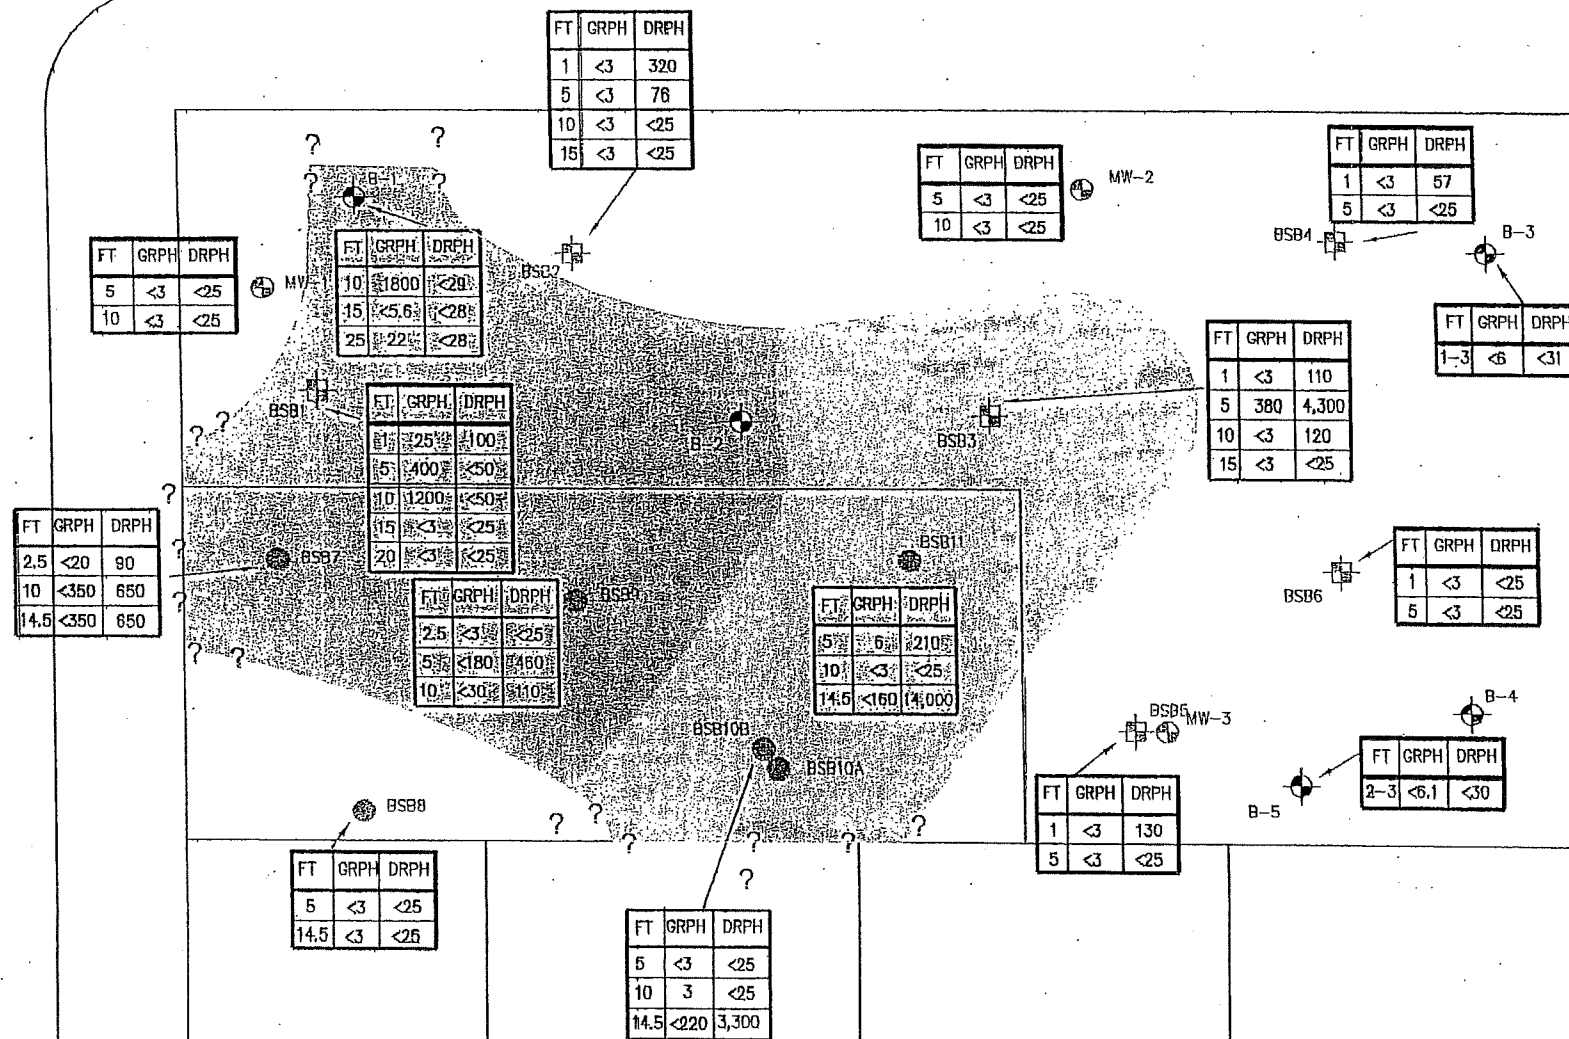 FT GRPH DRPH
1 <3 320
5 <3 76
10 <3 <25
15 <3 <25
? ?
? ?
B-1
FT GRPH DRPH
5 <3 <25
10 <3 <25
MW-2
FT GRPH DRPH
1 <3 57
5 <3 <25
BSB4
B-3
FT GRPH DRPH
1-3 <6 <31
FT GRPH DRPH
5 <3 <25
10 <3 <25
MW-1
FT GRPH DRPH
10 1800 <29
15 <5.6 <28
25 22 <28
BSB2
BSB1
FT GRPH DRPH
1 25 100
5 400 <50
10 1200 <50
15 <3 <25
20 <3 <25
B-2
BSB3
FT GRPH DRPH
1 <3 110
5 380 4,300
10 <3 120
15 <3 <25
? ?
?
FT GRPH DRPH
2.5 <20 90
10 <350 650
14.5 <350 650
?
?
BSB7
FT GRPH DRPH
2.5 <3 <25
5 <180 460
10 <30 110
BSB9
BSB11
FT GRPH DRPH
5 6 210
10 <3 <25
14.5 <160 14,000
FT GRPH DRPH
1 <3 <25
5 <3 <25
BSB6
? ?
BSB10B
BSB10A
BSB5
MW-3
B-4
FT GRPH DRPH
2-3 <6.1 <30
B-5
FT GRPH DRPH
1 <3 130
5 <3 <25
BSB8
? ? ? ? ? ?
?
FT GRPH DRPH
5 <3 <25
14.5 <3 <25
FT GRPH DRPH
5 <3 <25
10 3 <25
14.5 <220 3,300